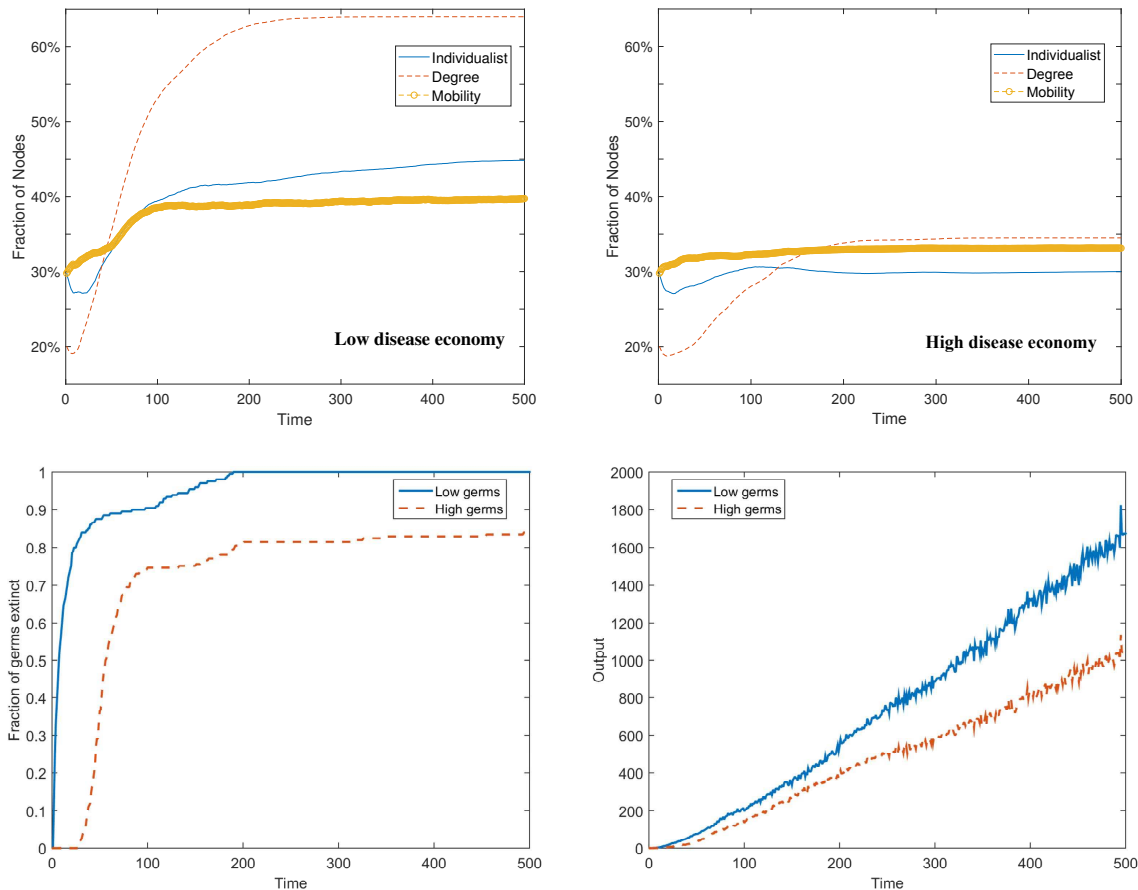 60%
50%
40%
30%
20%
Fraction of Nodes
Individualist
Degree
Mobility
Low disease economy
0 100 200 300 400 500
Time
60%
50%
40%
30%
20%
Fraction of Nodes
Individualist
Degree
Mobility
High disease economy
0 100 200 300 400 500
Time
1
0.9
0.8
0.7
0.6
0.5
0.4
0.3
0.2
0.1
0
Fraction of germs extinct
Low germs
High germs
0 100 200 300 400 500
Time
2000
1800
1600
1400
1200
1000
800
600
400
200
0
Output
Low germs
High germs
0 100 200 300 400 500
Time